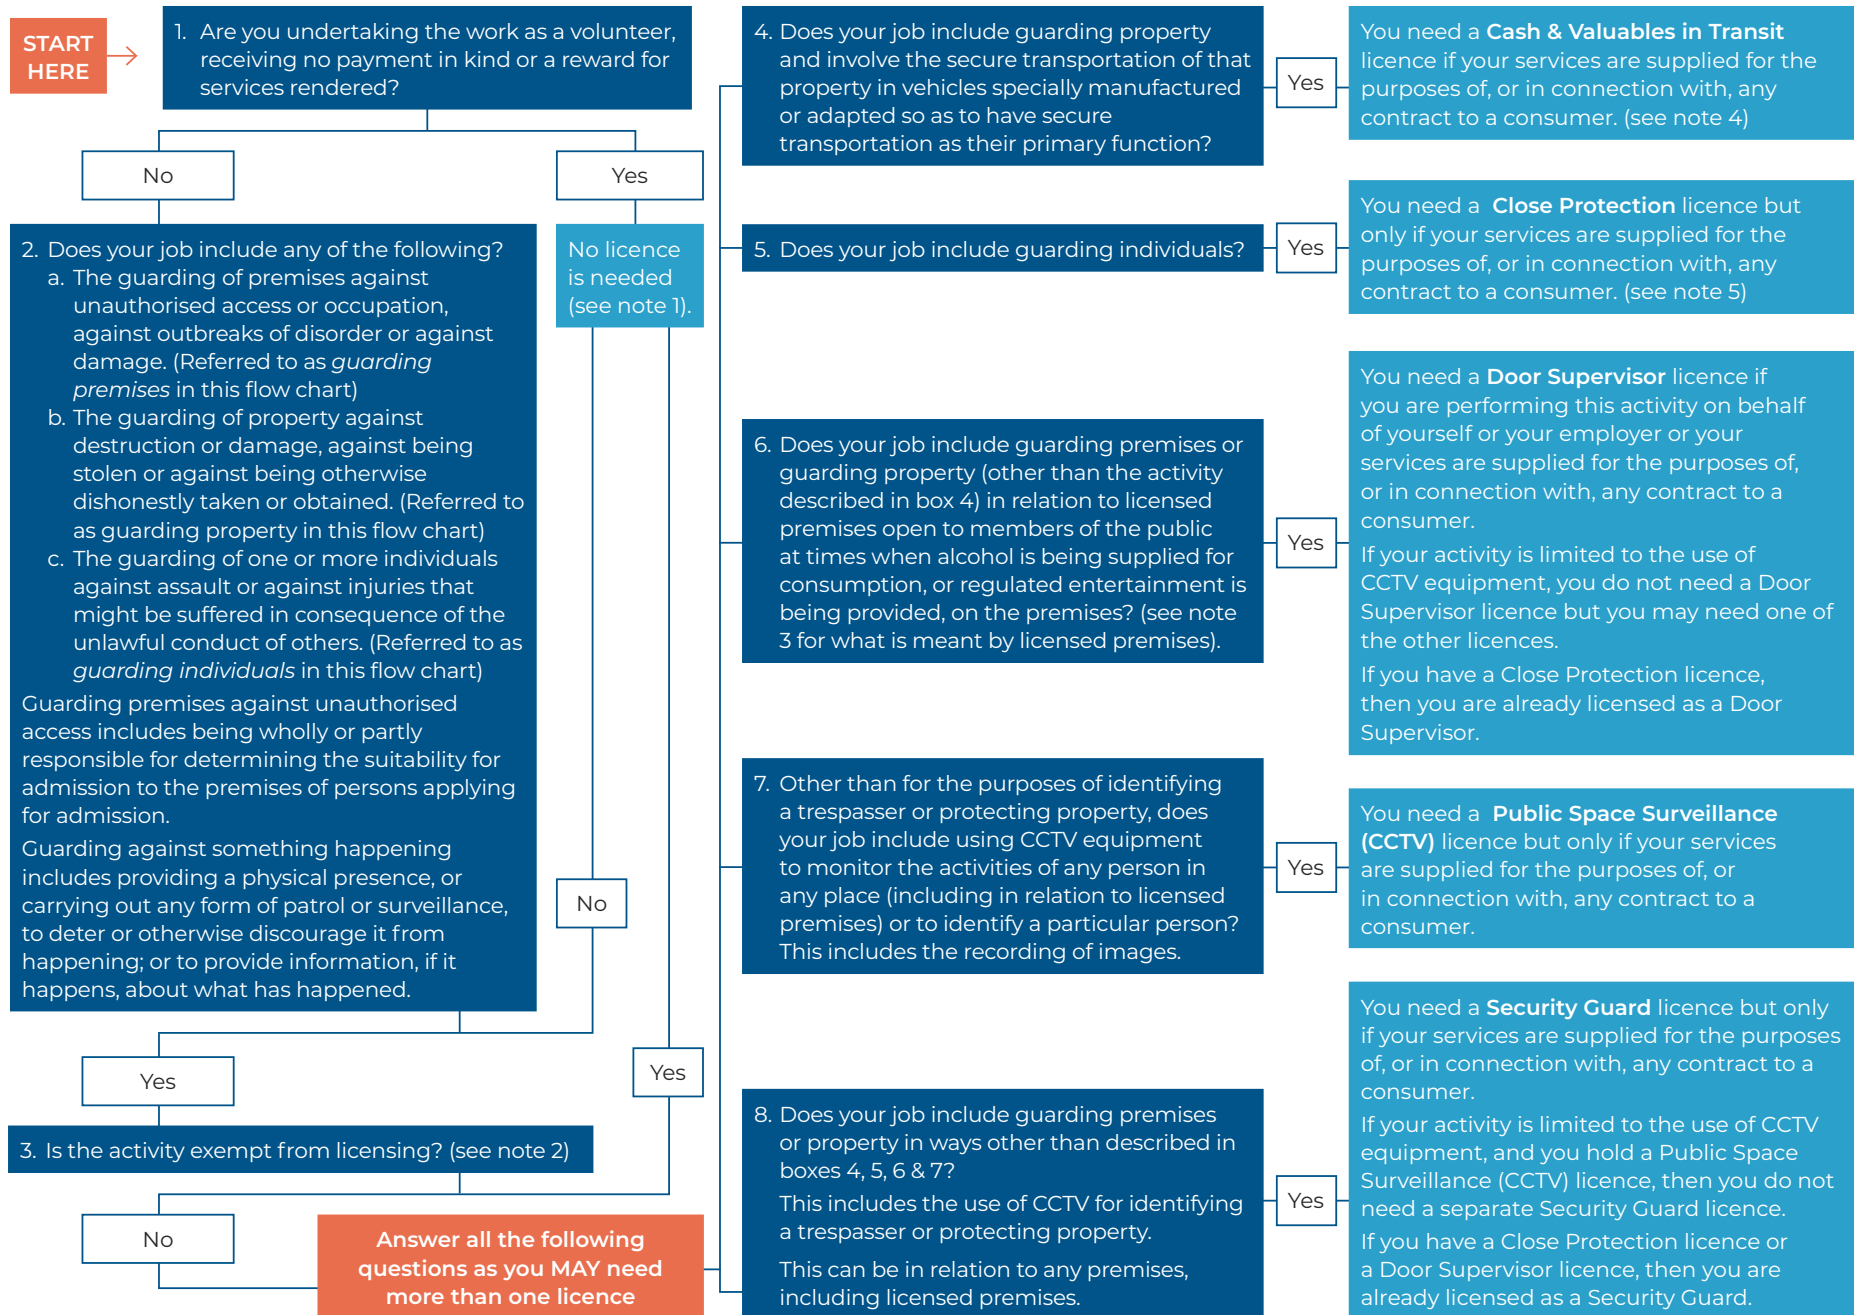 START
HERE
1. Are you undertaking the work as a volunteer,
receiving no payment in kind or a reward for
services rendered?
No
Yes
2. Does your job include any of the following?
a. The guarding of premises against
unauthorised access or occupation,
against outbreaks of disorder or against
damage. (Referred to as guarding
premises in this flow chart)
b. The guarding of property against
destruction or damage, against being
stolen or against being otherwise
dishonestly taken or obtained. (Referred to
as guarding property in this flow chart)
c. The guarding of one or more individuals
against assault or against injuries that
might be suffered in consequence of the
unlawful conduct of others. (Referred to as
guarding individuals in this flow chart)
Guarding premises against unauthorised
access includes being wholly or partly
responsible for determining the suitability for
admission to the premises of persons applying
for admission.
Guarding against something happening
includes providing a physical presence, or
carrying out any form of patrol or surveillance,
to deter or otherwise discourage it from
happening; or to provide information, if it
happens, about what has happened.
No licence
is needed
(see note 1).
No
Yes
Yes
3. Is the activity exempt from licensing? (see note 2)
No
Answer all the following
questions as you MAY need
more than one licence
4. Does your job include guarding property
and involve the secure transportation of that
property in vehicles specially manufactured
or adapted so as to have secure
transportation as their primary function?
Yes
You need a Cash & Valuables in Transit
licence if your services are supplied for the
purposes of, or in connection with, any
contract to a consumer. (see note 4)
5. Does your job include guarding individuals?
Yes
You need a Close Protection licence but
only if your services are supplied for the
purposes of, or in connection with, any
contract to a consumer. (see note 5)
6. Does your job include guarding premises or
guarding property (other than the activity
described in box 4) in relation to licensed
premises open to members of the public
at times when alcohol is being supplied for
consumption, or regulated entertainment is
being provided, on the premises? (see note
3 for what is meant by licensed premises).
Yes
You need a Door Supervisor licence if
you are performing this activity on behalf
of yourself or your employer or your
services are supplied for the purposes of,
or in connection with, any contract to a
consumer.
If your activity is limited to the use of
CCTV equipment, you do not need a Door
Supervisor licence but you may need one of
the other licences.
If you have a Close Protection licence,
then you are already licensed as a Door
Supervisor.
7. Other than for the purposes of identifying
a trespasser or protecting property, does
your job include using CCTV equipment
to monitor the activities of any person in
any place (including in relation to licensed
premises) or to identify a particular person?
This includes the recording of images.
Yes
You need a Public Space Surveillance
(CCTV) licence but only if your services
are supplied for the purposes of, or
in connection with, any contract to a
consumer.
8. Does your job include guarding premises
or property in ways other than described in
boxes 4, 5, 6 & 7?
This includes the use of CCTV for identifying
a trespasser or protecting property.
This can be in relation to any premises,
including licensed premises.
Yes
You need a Security Guard licence but only
if your services are supplied for the purposes
of, or in connection with, any contract to a
consumer.
If your activity is limited to the use of CCTV
equipment, and you hold a Public Space
Surveillance (CCTV) licence, then you do not
need a separate Security Guard licence.
If you have a Close Protection licence or
a Door Supervisor licence, then you are
already licensed as a Security Guard.